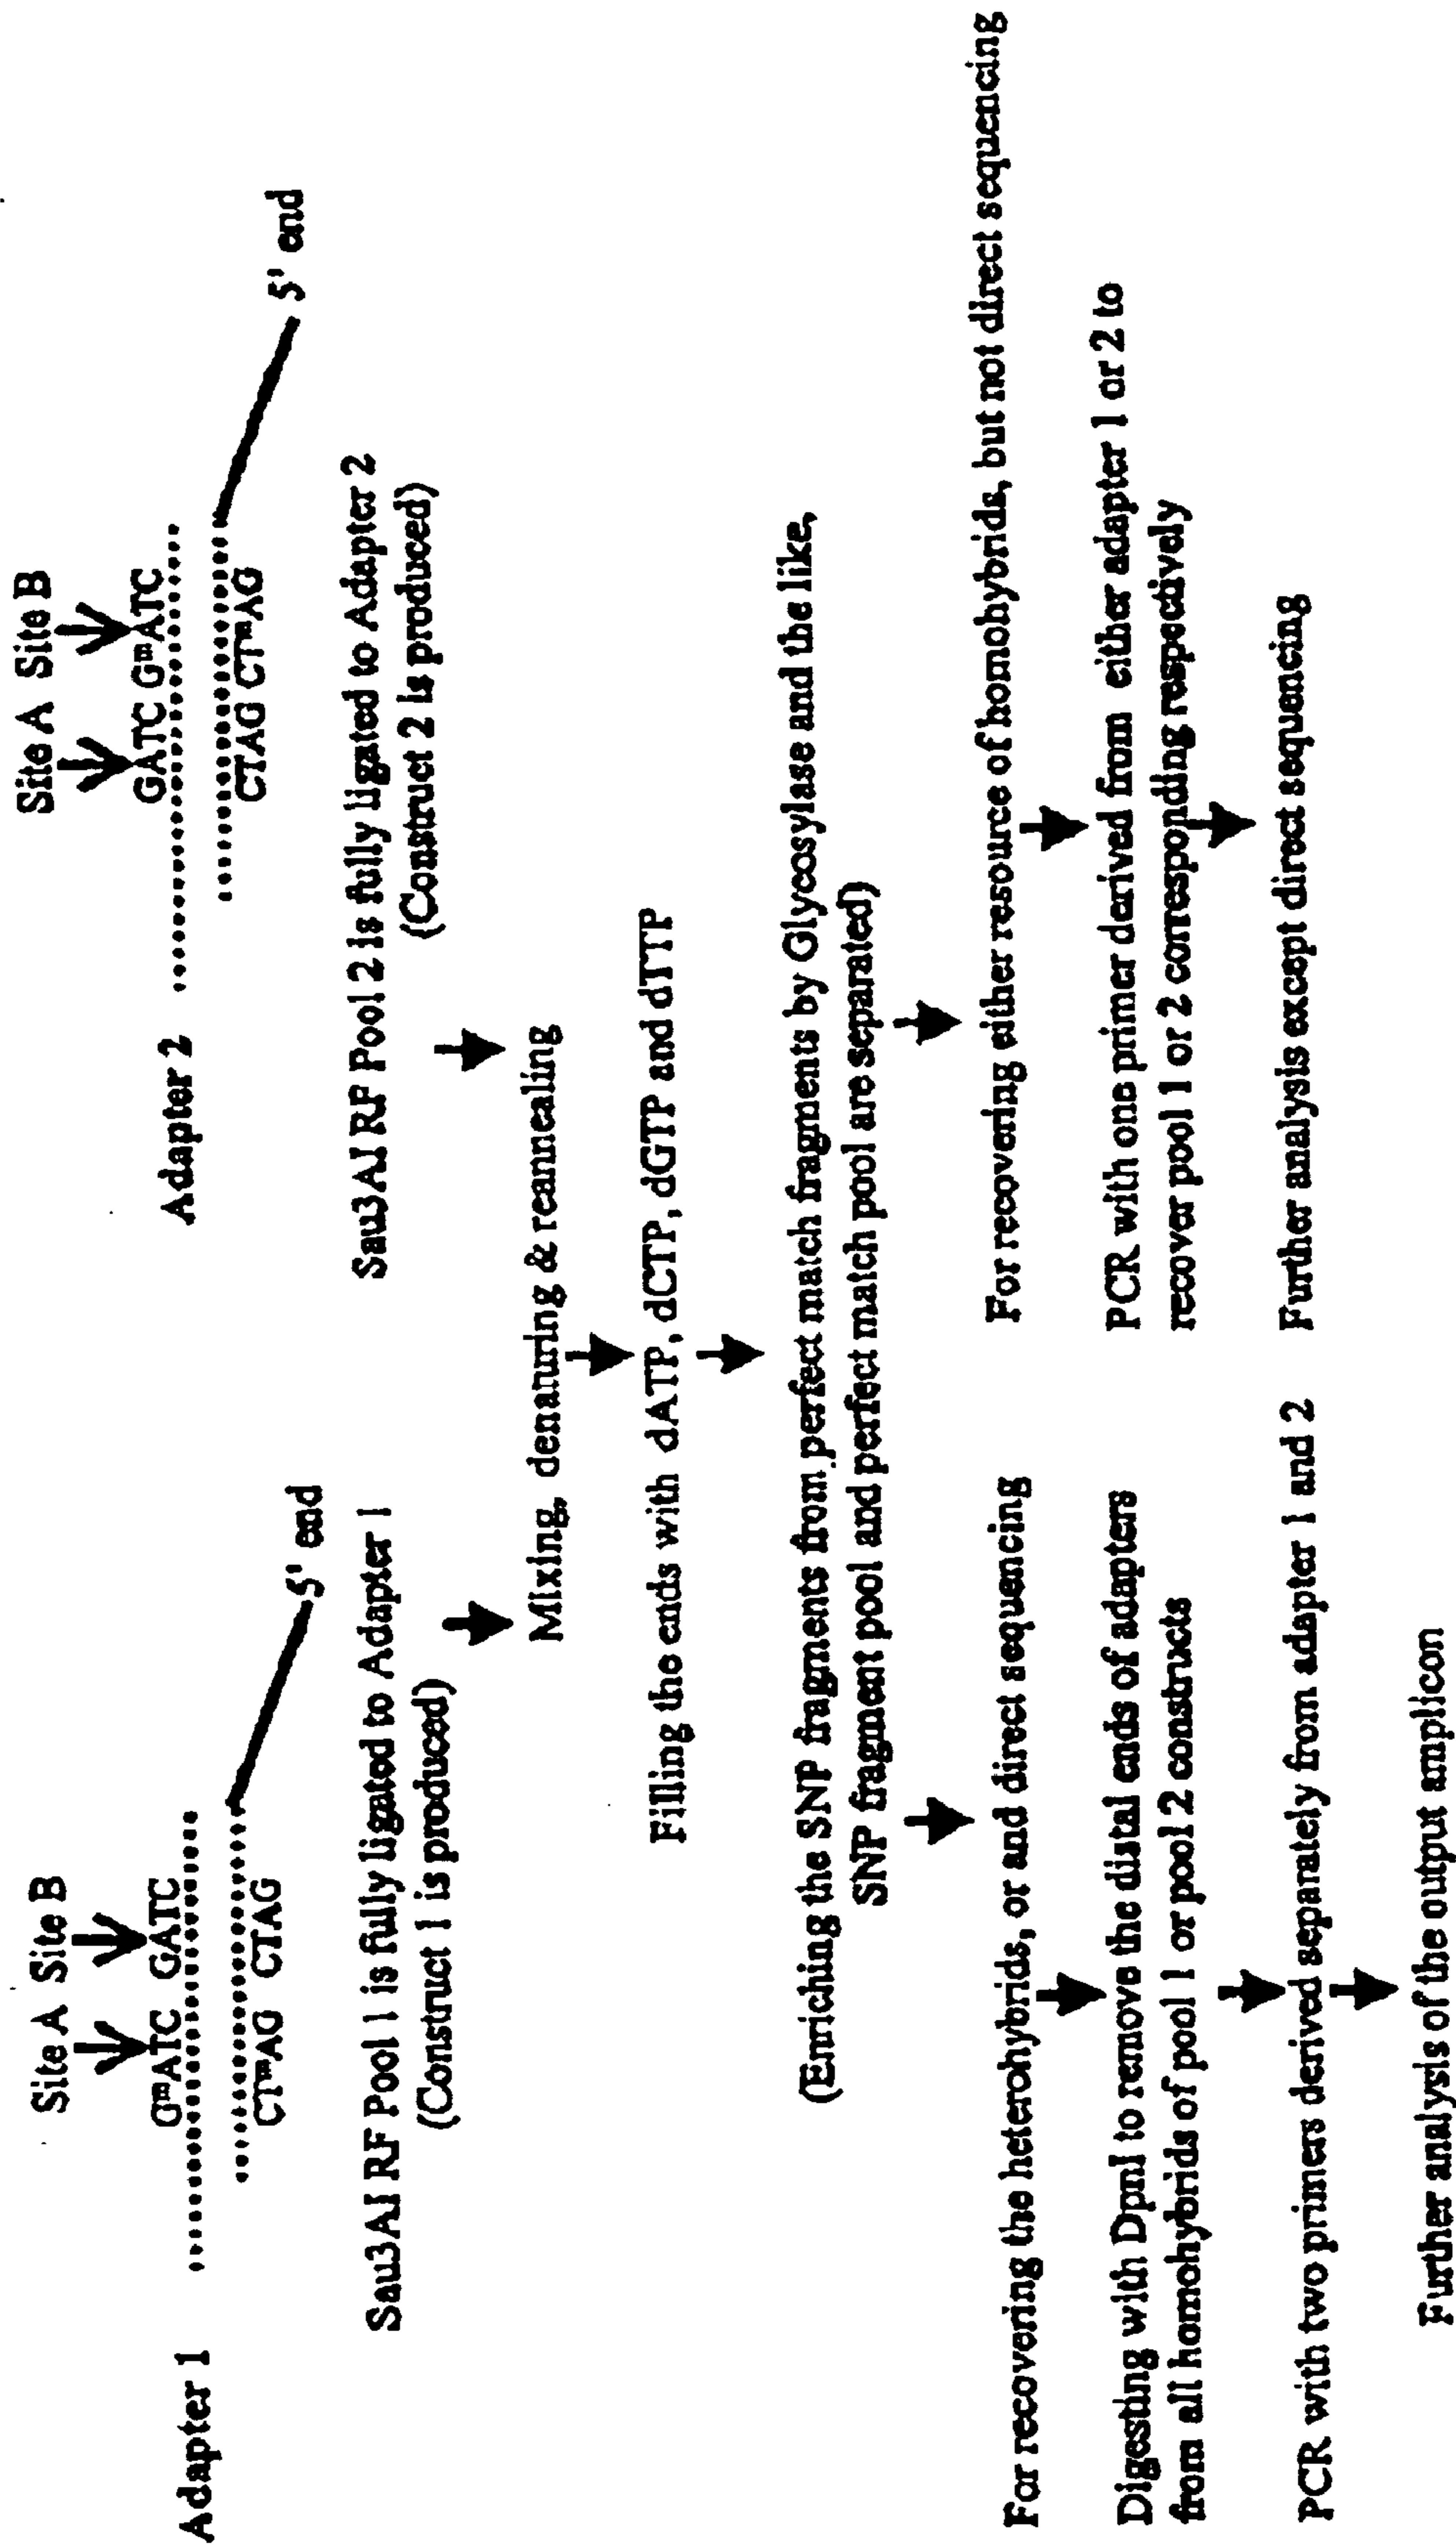 Site A Site B
GᵐATC GATC
Adapter 1
CTᵐAG CTAG
5' end
Sau3AI RF Pool 1 is fully ligated to Adapter 1
(Construct 1 is produced)
Site A Site B
GATC GᵐATC
Adapter 2
CTAG CTᵐAG
5' end
Sau3AI RF Pool 2 is fully ligated to Adapter 2
(Construct 2 is produced)
Mixing, denaturing & reannealing
Filling the ends with dATP, dCTP, dGTP and dTTP
(Enriching the SNP fragments from perfect match fragments by Glycosylase and the like,
SNP fragment pool and perfect match pool are separated)
For recovering the heterohybrids, or and direct sequencing
Digesting with DpnI to remove the distal ends of adapters
from all homohybrids of pool 1 or pool 2 constructs
PCR with two primers derived separately from adapter 1 and 2
Further analysis of the output amplicon
For recovering either resource of homohybrids, but not direct sequencing
PCR with one primer derived from either adapter 1 or 2 to
recover pool 1 or 2 corresponding respectively
Further analysis except direct sequencing